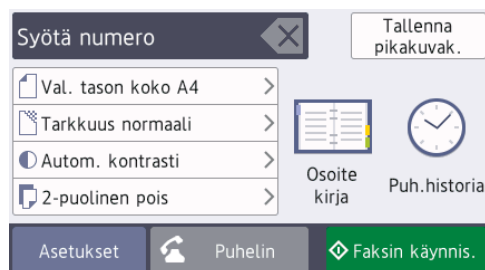 Syötä numero
Tallenna
pikakuvak.
Val. tason koko A4
Tarkkuus normaali
Autom. kontrasti
2-puolinen pois
Osoite
kirja
Puh.historia
Asetukset
Puhelin
Faksin käynnis.